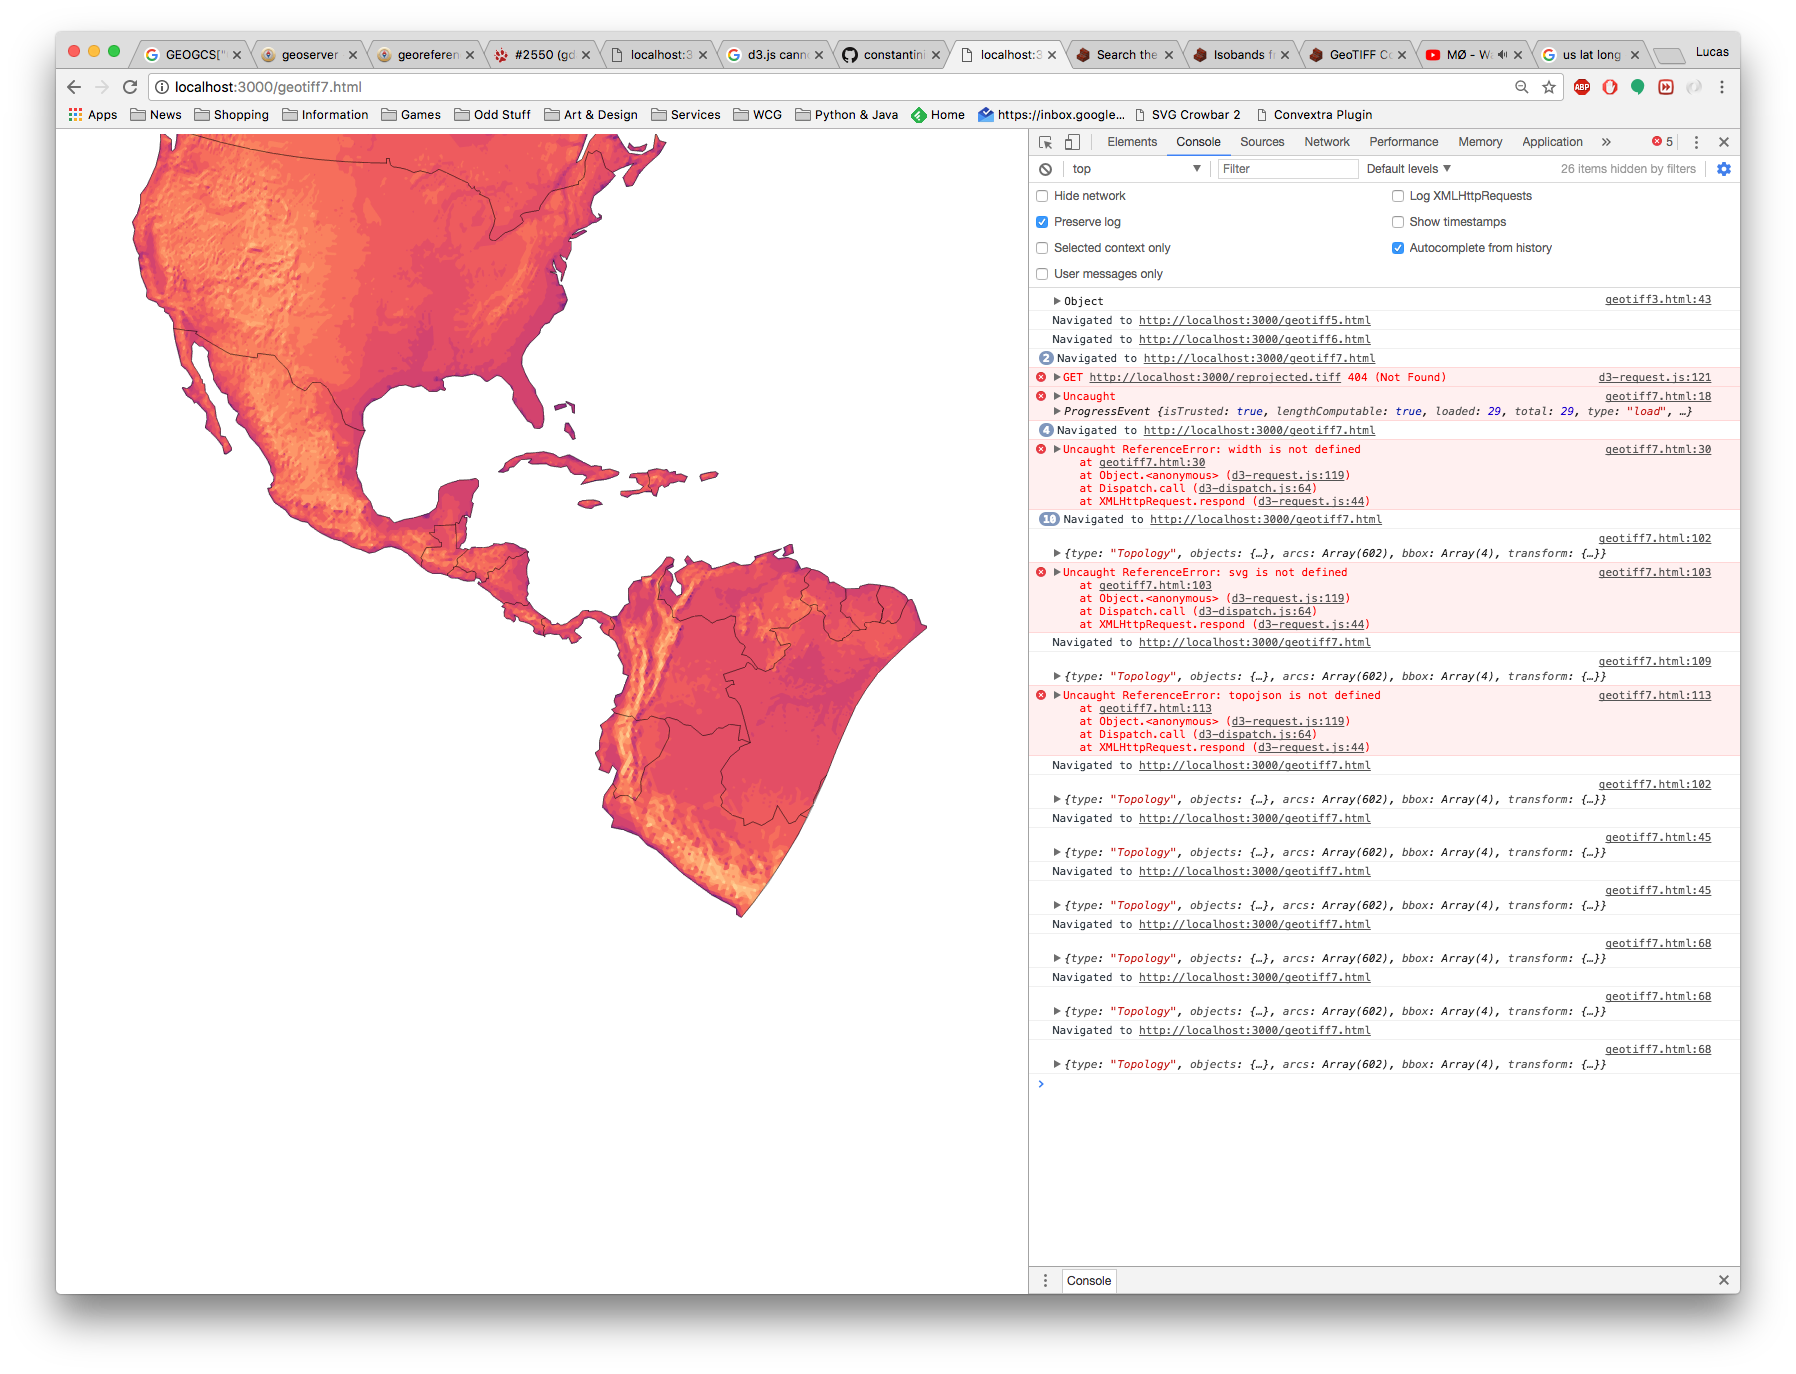 GEOGCS["
geoserver
georeferen
#2550 (gd
localhost:3
d3.js cann
constantini
localhost:3
Search the
Isobands f
GeoTIFF Co
MØ - Wa
us lat long
Lucas
localhost:3000/geotiff7.html
Apps
News
Shopping
Information
Games
Odd Stuff
Art & Design
Services
WCG
Python & Java
Home
https://inbox.google...
SVG Crowbar 2
Convextra Plugin
Elements
Console
Sources
Network
Performance
Memory
Application
»
5
top
Filter
Default levels ▼
26 items hidden by filters
Hide network
Log XMLHttpRequests
Preserve log
Show timestamps
Selected context only
Autocomplete from history
User messages only
Object geotiff3.html:43
Navigated to http://localhost:3000/geotiff5.html
Navigated to http://localhost:3000/geotiff6.html
2 Navigated to http://localhost:3000/geotiff7.html
GET http://localhost:3000/reprojected.tiff 404 (Not Found) d3-request.js:121
Uncaught geotiff7.html:18
ProgressEvent {isTrusted: true, lengthComputable: true, loaded: 29, total: 29, type: "load", …}
4 Navigated to http://localhost:3000/geotiff7.html
Uncaught ReferenceError: width is not defined geotiff7.html:30
at geotiff7.html:30
at Object.<anonymous> (d3-request.js:119)
at Dispatch.call (d3-dispatch.js:64)
at XMLHttpRequest.respond (d3-request.js:44)
10 Navigated to http://localhost:3000/geotiff7.html
geotiff7.html:102
{type: "Topology", objects: {…}, arcs: Array(602), bbox: Array(4), transform: {…}}
Uncaught ReferenceError: svg is not defined geotiff7.html:103
at geotiff7.html:103
at Object.<anonymous> (d3-request.js:119)
at Dispatch.call (d3-dispatch.js:64)
at XMLHttpRequest.respond (d3-request.js:44)
Navigated to http://localhost:3000/geotiff7.html
geotiff7.html:109
{type: "Topology", objects: {…}, arcs: Array(602), bbox: Array(4), transform: {…}}
Uncaught ReferenceError: topojson is not defined geotiff7.html:113
at geotiff7.html:113
at Object.<anonymous> (d3-request.js:119)
at Dispatch.call (d3-dispatch.js:64)
at XMLHttpRequest.respond (d3-request.js:44)
Navigated to http://localhost:3000/geotiff7.html
geotiff7.html:102
{type: "Topology", objects: {…}, arcs: Array(602), bbox: Array(4), transform: {…}}
Navigated to http://localhost:3000/geotiff7.html
geotiff7.html:45
{type: "Topology", objects: {…}, arcs: Array(602), bbox: Array(4), transform: {…}}
Navigated to http://localhost:3000/geotiff7.html
geotiff7.html:45
{type: "Topology", objects: {…}, arcs: Array(602), bbox: Array(4), transform: {…}}
Navigated to http://localhost:3000/geotiff7.html
geotiff7.html:68
{type: "Topology", objects: {…}, arcs: Array(602), bbox: Array(4), transform: {…}}
Navigated to http://localhost:3000/geotiff7.html
geotiff7.html:68
{type: "Topology", objects: {…}, arcs: Array(602), bbox: Array(4), transform: {…}}
Navigated to http://localhost:3000/geotiff7.html
geotiff7.html:68
{type: "Topology", objects: {…}, arcs: Array(602), bbox: Array(4), transform: {…}}
Console